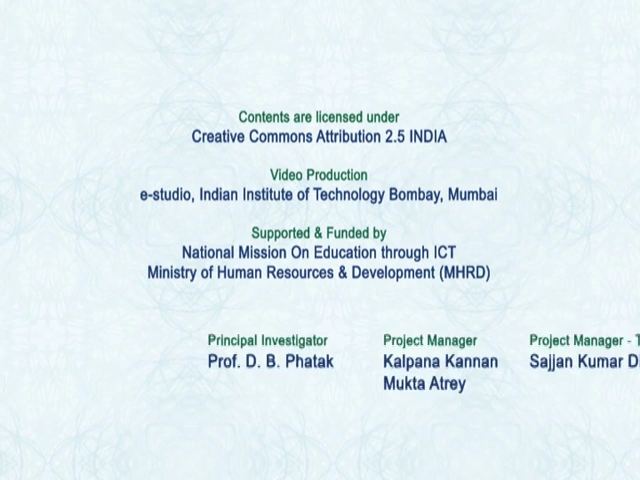 Contents are licensed under
Creative Commons Attribution 2.5 INDIA
Video Production
e-studio, Indian Institute of Technology Bombay, Mumbai
Supported & Funded by
National Mission On Education through ICT
Ministry of Human Resources & Development (MHRD)
Principal Investigator Project Manager Project Manager -
Prof. D. B. Phatak Kalpana Kannan Sajjan Kumar
Mukta Atrey